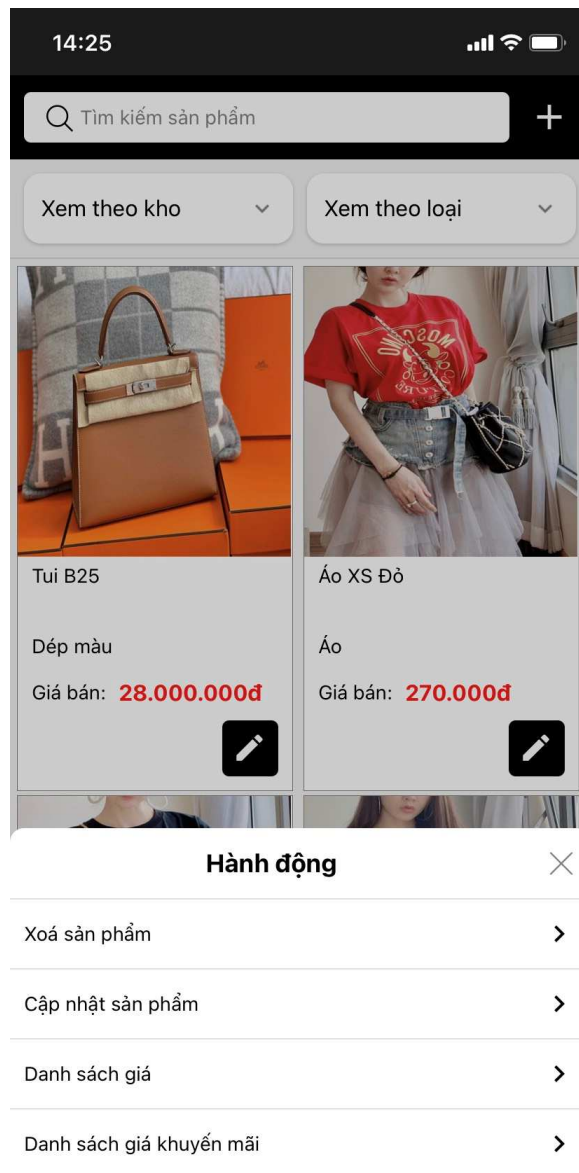 14:25
Tìm kiếm sản phẩm
Xem theo kho
Xem theo loại
Tui B25
Dép màu
Giá bán: 28.000.000đ
Áo XS Đỏ
Áo
Giá bán: 270.000đ
Hành động
Xoá sản phẩm
Cập nhật sản phẩm
Danh sách giá
Danh sách giá khuyến mãi